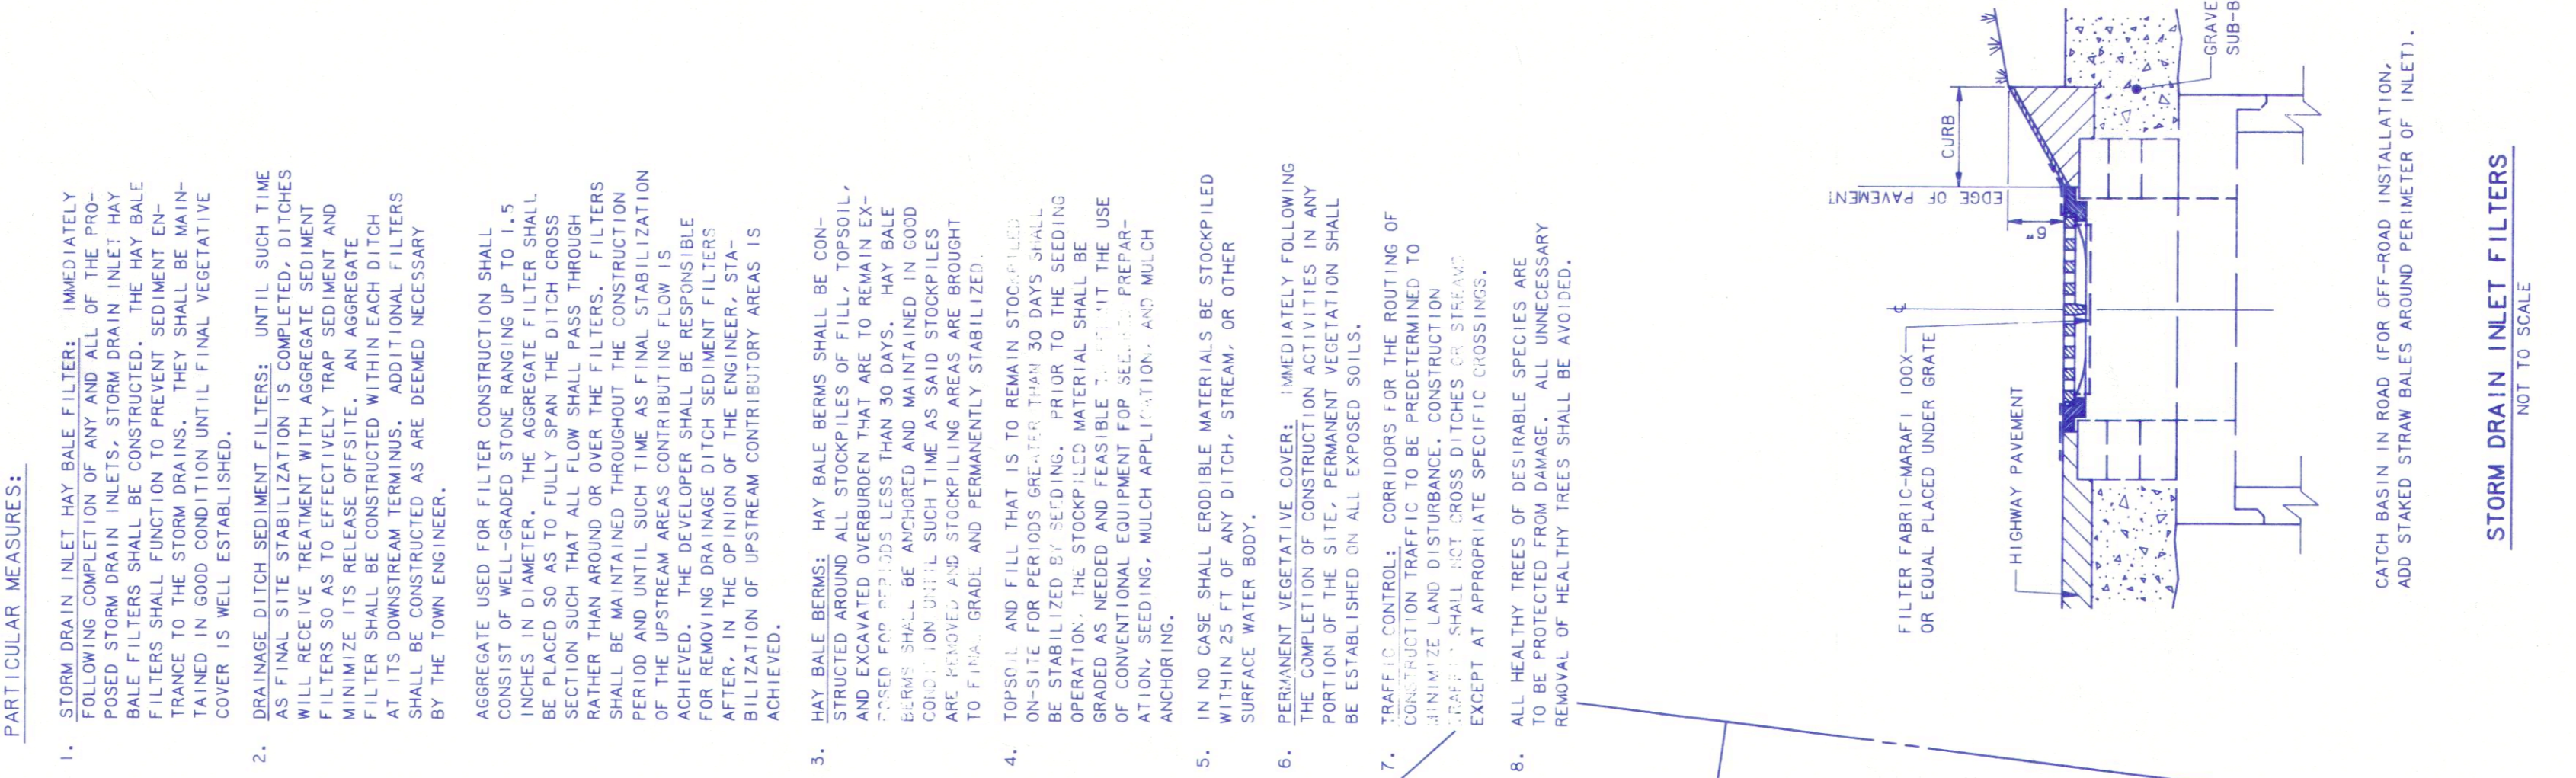 PARTICULAR MEASURES:
1. STORM DRAIN INLET HAY BALE FILTER: IMMEDIATELY
FOLLOWING COMPLETION OF ANY AND ALL OF THE PRO-
POSED STORM DRAIN INLETS, STORM DRAIN INLET HAY
BALE FILTERS SHALL BE CONSTRUCTED. THE HAY BALE
FILTERS SHALL FUNCTION TO PREVENT SEDIMENT EN-
TRANCE TO THE STORM DRAINS. THEY SHALL BE MAIN-
TAINED IN GOOD CONDITION UNTIL FINAL VEGETATIVE
COVER IS WELL ESTABLISHED.
2. DRAINAGE DITCH SEDIMENT FILTERS: UNTIL SUCH TIME
AS FINAL SITE STABILIZATION IS COMPLETED, DITCHES
WILL RECEIVE TREATMENT WITH AGGREGATE SEDIMENT
FILTERS SO AS TO EFFECTIVELY TRAP SEDIMENT AND
MINIMIZE ITS RELEASE OFFSITE. AN AGGREGATE
FILTER SHALL BE CONSTRUCTED WITHIN EACH DITCH
AT ITS DOWNSTREAM TERMINUS. ADDITIONAL FILTERS
SHALL BE CONSTRUCTED AS ARE DEEMED NECESSARY
BY THE TOWN ENGINEER.
AGGREGATE USED FOR FILTER CONSTRUCTION SHALL
CONSIST OF WELL-GRADED STONE RANGING UP TO 1.5
INCHES IN DIAMETER. THE AGGREGATE FILTER SHALL
BE PLACED SO AS TO FULLY SPAN THE DITCH CROSS
SECTION SUCH THAT ALL FLOW SHALL PASS THROUGH
RATHER THAN AROUND OR OVER THE FILTERS. FILTERS
SHALL BE MAINTAINED THROUGHOUT THE CONSTRUCTION
PERIOD AND UNTIL SUCH TIME AS FINAL STABILIZATION
OF THE UPSTREAM AREAS CONTRIBUTING FLOW IS
ACHIEVED. THE DEVELOPER SHALL BE RESPONSIBLE
FOR REMOVING DRAINAGE DITCH SEDIMENT FILTERS
AFTER, IN THE OPINION OF THE ENGINEER, STA-
BILIZATION OF UPSTREAM CONTRIBUTORY AREAS IS
ACHIEVED.
3. HAY BALE BERMS: HAY BALE BERMS SHALL BE CON-
STRUCTED AROUND ALL STOCKPILES OF FILL, TOPSOIL,
AND EXCAVATED OVERBURDEN THAT ARE TO REMAIN EX-
POSED FOR PERIODS LESS THAN 30 DAYS. HAY BALE
BERMS SHALL BE ANCHORED AND MAINTAINED IN GOOD
CONDITION UNTIL SUCH TIME AS SAID STOCKPILES
ARE REMOVED AND STOCKPILING AREAS ARE BROUGHT
TO FINAL GRADE AND PERMANENTLY STABILIZED.
4. TOPSOIL AND FILL THAT IS TO REMAIN STOCKPILED
ON-SITE FOR PERIODS GREATER THAN 30 DAYS SHALL
BE STABILIZED BY SEEDING. PRIOR TO THE SEEDING
OPERATION, THE STOCKPILED MATERIAL SHALL BE
GRADED AS NEEDED AND FEASIBLE TO PERMIT THE USE
OF CONVENTIONAL EQUIPMENT FOR SEEDBED PREPAR-
ATION, SEEDING, MULCH APPLICATION, AND MULCH
ANCHORING.
5. IN NO CASE SHALL ERODIBLE MATERIALS BE STOCKPILED
WITHIN 25 FT OF ANY DITCH, STREAM, OR OTHER
SURFACE WATER BODY.
6. PERMANENT VEGETATIVE COVER: IMMEDIATELY FOLLOWING
THE COMPLETION OF CONSTRUCTION ACTIVITIES IN ANY
PORTION OF THE SITE, PERMANENT VEGETATION SHALL
BE ESTABLISHED ON ALL EXPOSED SOILS.
7. TRAFFIC CONTROL: CORRIDORS FOR THE ROUTING OF
CONSTRUCTION TRAFFIC TO BE PREDETERMINED TO
MINIMIZE LAND DISTURBANCE. CONSTRUCTION
TRAFFIC SHALL NOT CROSS DITCHES OR STREAMS
EXCEPT AT APPROPRIATE SPECIFIC CROSSINGS.
8. ALL HEALTHY TREES OF DESIRABLE SPECIES ARE
TO BE PROTECTED FROM DAMAGE. ALL UNNECESSARY
REMOVAL OF HEALTHY TREES SHALL BE AVOIDED.
FILTER FABRIC-MARAFI 100X
OR EQUAL PLACED UNDER GRATE
HIGHWAY PAVEMENT
℄
EDGE OF PAVEMENT
6"
CURB
GRAVE
SUB-B
CATCH BASIN IN ROAD (FOR OFF-ROAD INSTALLATION,
ADD STAKED STRAW BALES AROUND PERIMETER OF INLET).
STORM DRAIN INLET FILTERS
NOT TO SCALE